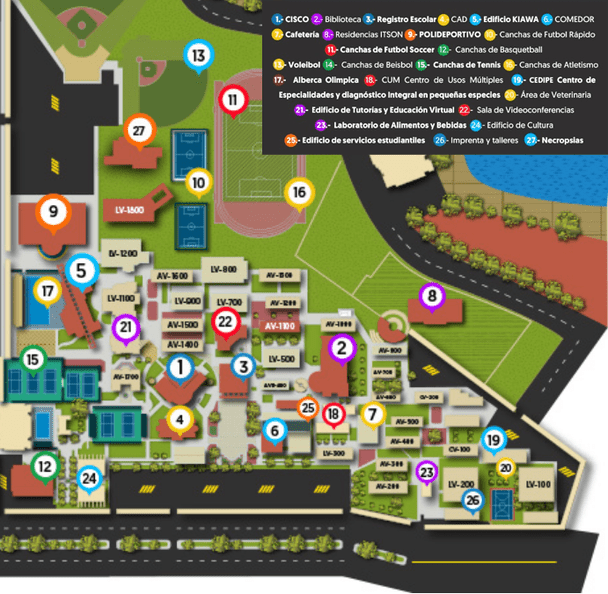 1.- CISCO 2.- Biblioteca 3.- Registro Escolar 4.- CAD 5.- Edificio KIAWA 6.- COMEDOR
7.- Cafeteria 8.- Residencias ITSON 9.- POLIDEPORTIVO 10.- Canchas de Futbol Rápido
11.- Canchas de Futbol Soccer 12.- Canchas de Basquetball
13.- Voleibol 14.- Canchas de Beisbol 15.- Canchas de Tennis 16.- Canchas de Atletismo
17.- Alberca Olimpica 18.- CUM Centro de Usos Múltiples 19.- CEDIPE Centro de
Especialidades y diagnóstico Integral en pequeñas especies 20.- Área de Veterinaria
21.- Edificio de Tutorías y Educación Virtual 22.- Sala de Videoconferencias
23.- Laboratorio de Alimentos y Bebidas 24.- Edificio de Cultura
25.- Edificio de servicios estudiantiles 26.- Imprenta y talleres 27.- Necropsias
13
11
27
10
16
LV-1500
9
LV-1200
5
AV-1600
LV-800
17
LV-1100
LV-900
LV-700
AV-1200
8
21
AV-1500
22
AV-1100
AV-1000
AV-1400
2
15
1
3
LV-500
AV-800
AV-1700
AV-700
4
25
18
7
CV-200
AV-500
6
AV-400
CV-100
19
12
24
LV-300
AV-300
23
20
AV-200
LV-200
LV-100
26